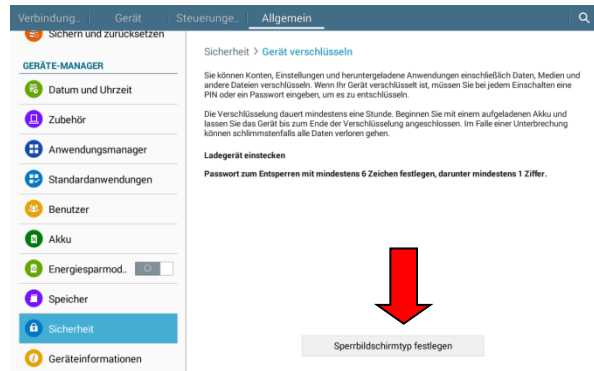 Verbindung.. Gerät Steuerunge.. Allgemein
Sichern und zurücksetzen
GERÄTE-MANAGER
Datum und Uhrzeit
Zubehör
Anwendungsmanager
Standardanwendungen
Benutzer
Akku
Energiesparmod..
Speicher
Sicherheit
Geräteinformationen
Sicherheit > Gerät verschlüsseln
Sie können Konten, Einstellungen und heruntergeladene Anwendungen einschließlich Daten, Medien und
andere Dateien verschlüsseln. Wenn Ihr Gerät verschlüsselt ist, müssen Sie bei jedem Einschalten eine
PIN oder ein Passwort eingeben, um es zu entschlüsseln.
Die Verschlüsselung dauert mindestens eine Stunde. Beginnen Sie mit einem aufgeladenen Akku und
lassen Sie das Gerät bis zum Ende der Verschlüsselung angeschlossen. Im Falle einer Unterbrechung
können schlimmstenfalls alle Daten verloren gehen.
Ladegerät einstecken
Passwort zum Entsperren mit mindestens 6 Zeichen festlegen, darunter mindestens 1 Ziffer.
Sperrbildschirmtyp festlegen